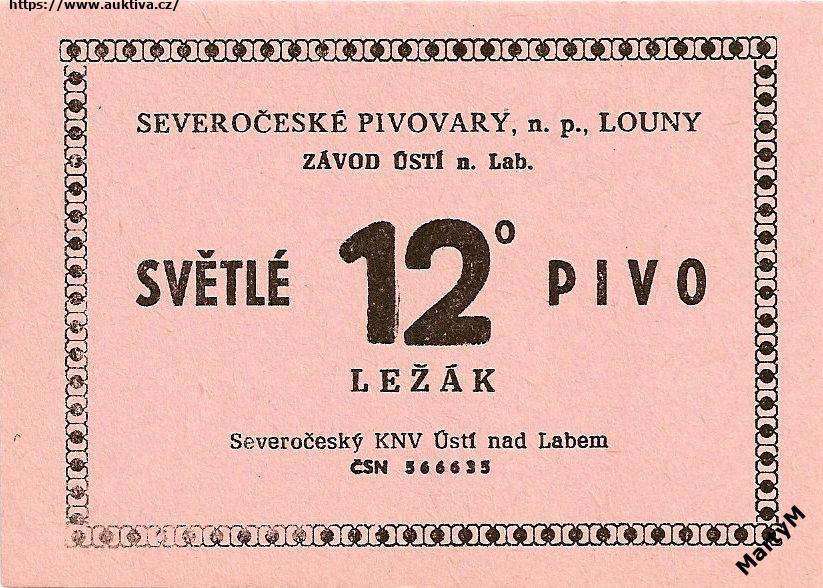 https://www.auktiva.cz/
SEVEROČESKÉ PIVOVARY, n. p., LOUNY
ZÁVOD ÚSTÍ n. Lab.
SVĚTLÉ 12° PIVO
LEŽÁK
Severočeský KNV Ústí nad Labem
ČSN 566635
MartyM